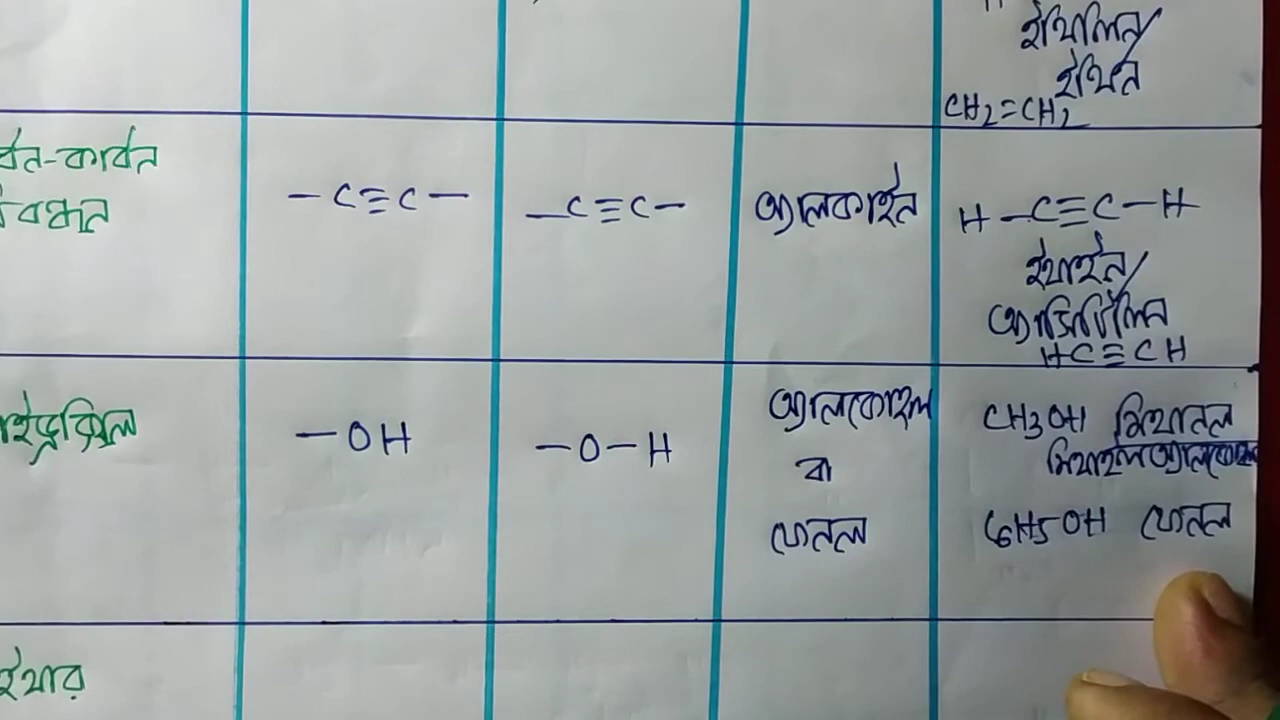 ইথিলিন/
ইথিন
CH2=CH2
র্বন-কার্বন
বন্ধন
-C≡C-
-C≡C-
অ্যালকাইন
H-C≡C-H
ইথাইন/
অ্যাসিটিলিন
HC≡CH
াইড্রক্সিল
-OH
-O-H
অ্যালকোহল
বা
ফেনল
CH3OH মিথানল
মিথাইল অ্যালকোহল
C6H5OH ফেনল
ইথার